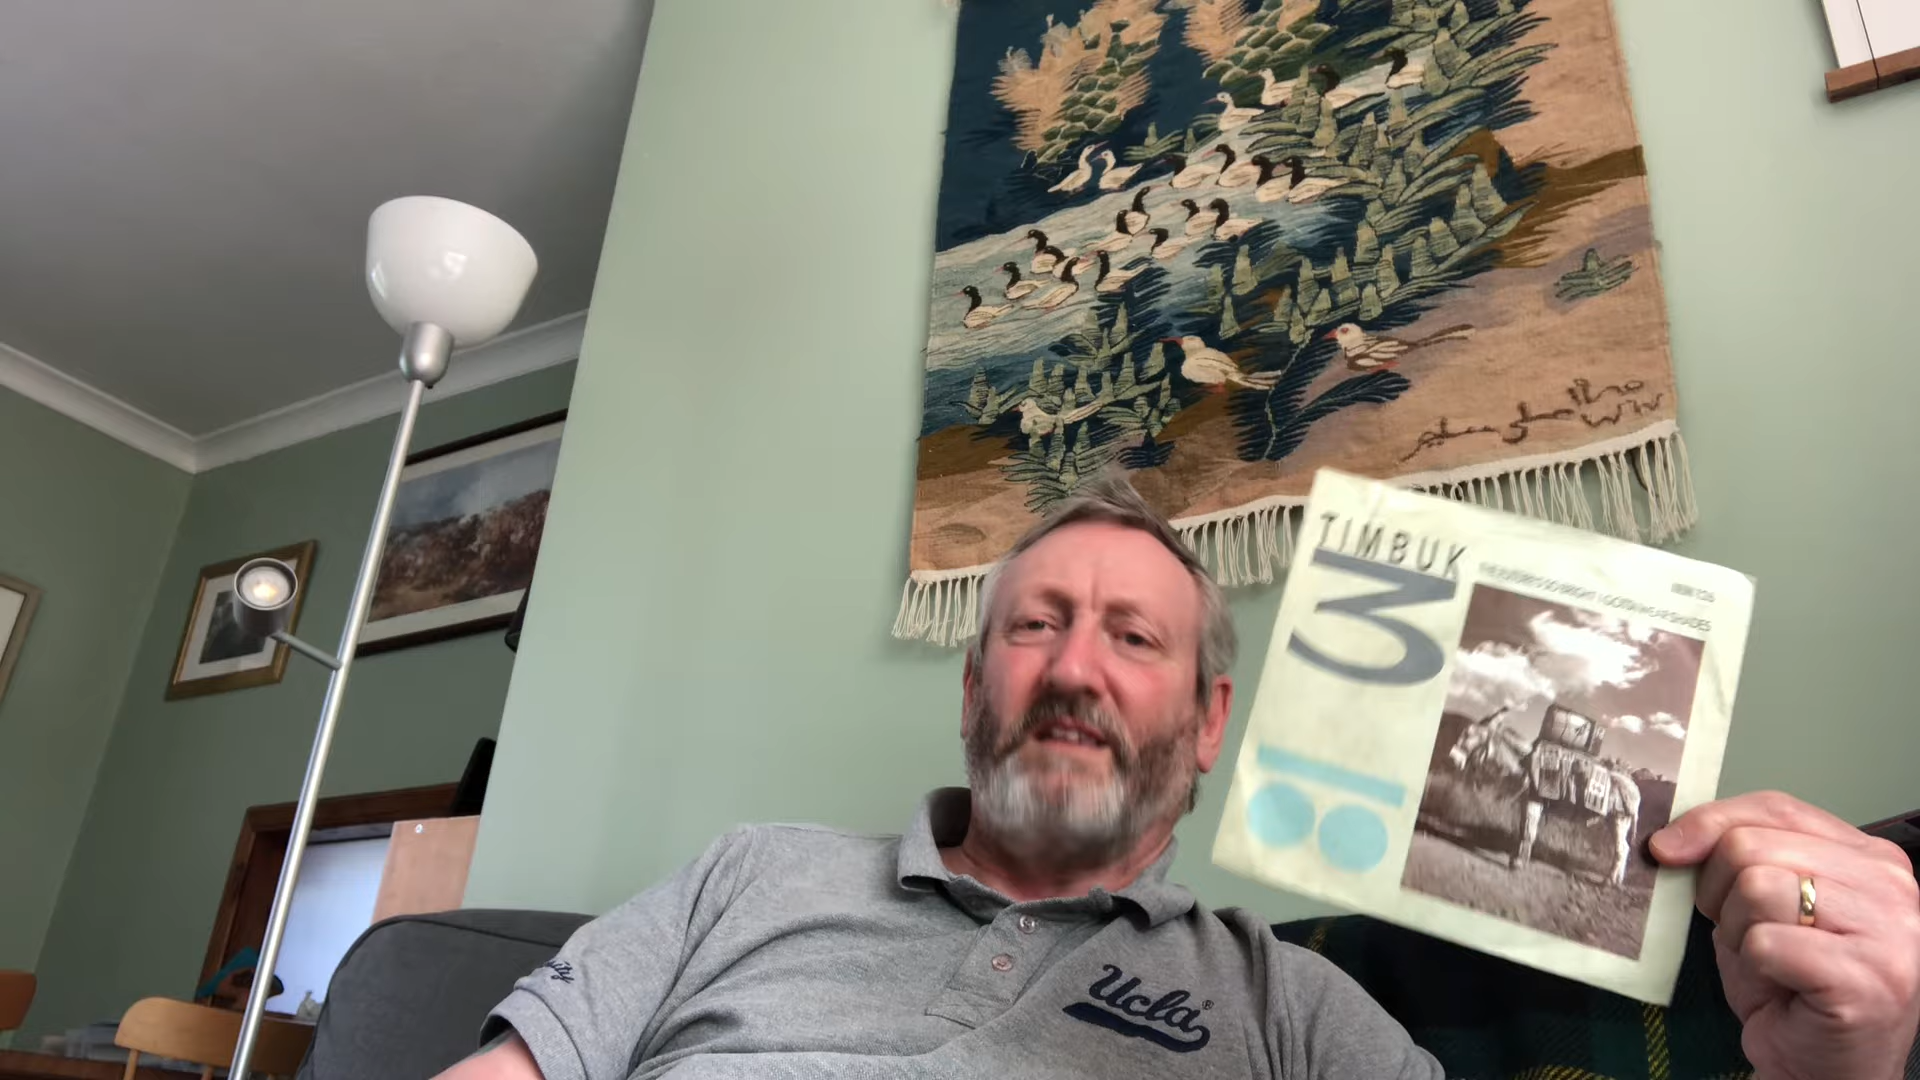 TIMBUK
3
THE FUTURE'S SO BRIGHT, I GOTTA WEAR SHADES
Ucla®